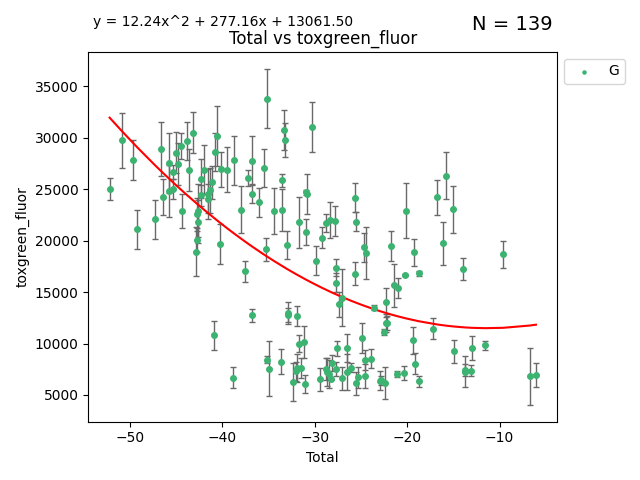 y = 12.24x^2 + 277.16x + 13061.50
N = 139
Total vs toxgreen_fluor
G
35000
30000
25000
20000
15000
10000
5000
toxgreen_fluor
−50
−40
−30
−20
−10
Total